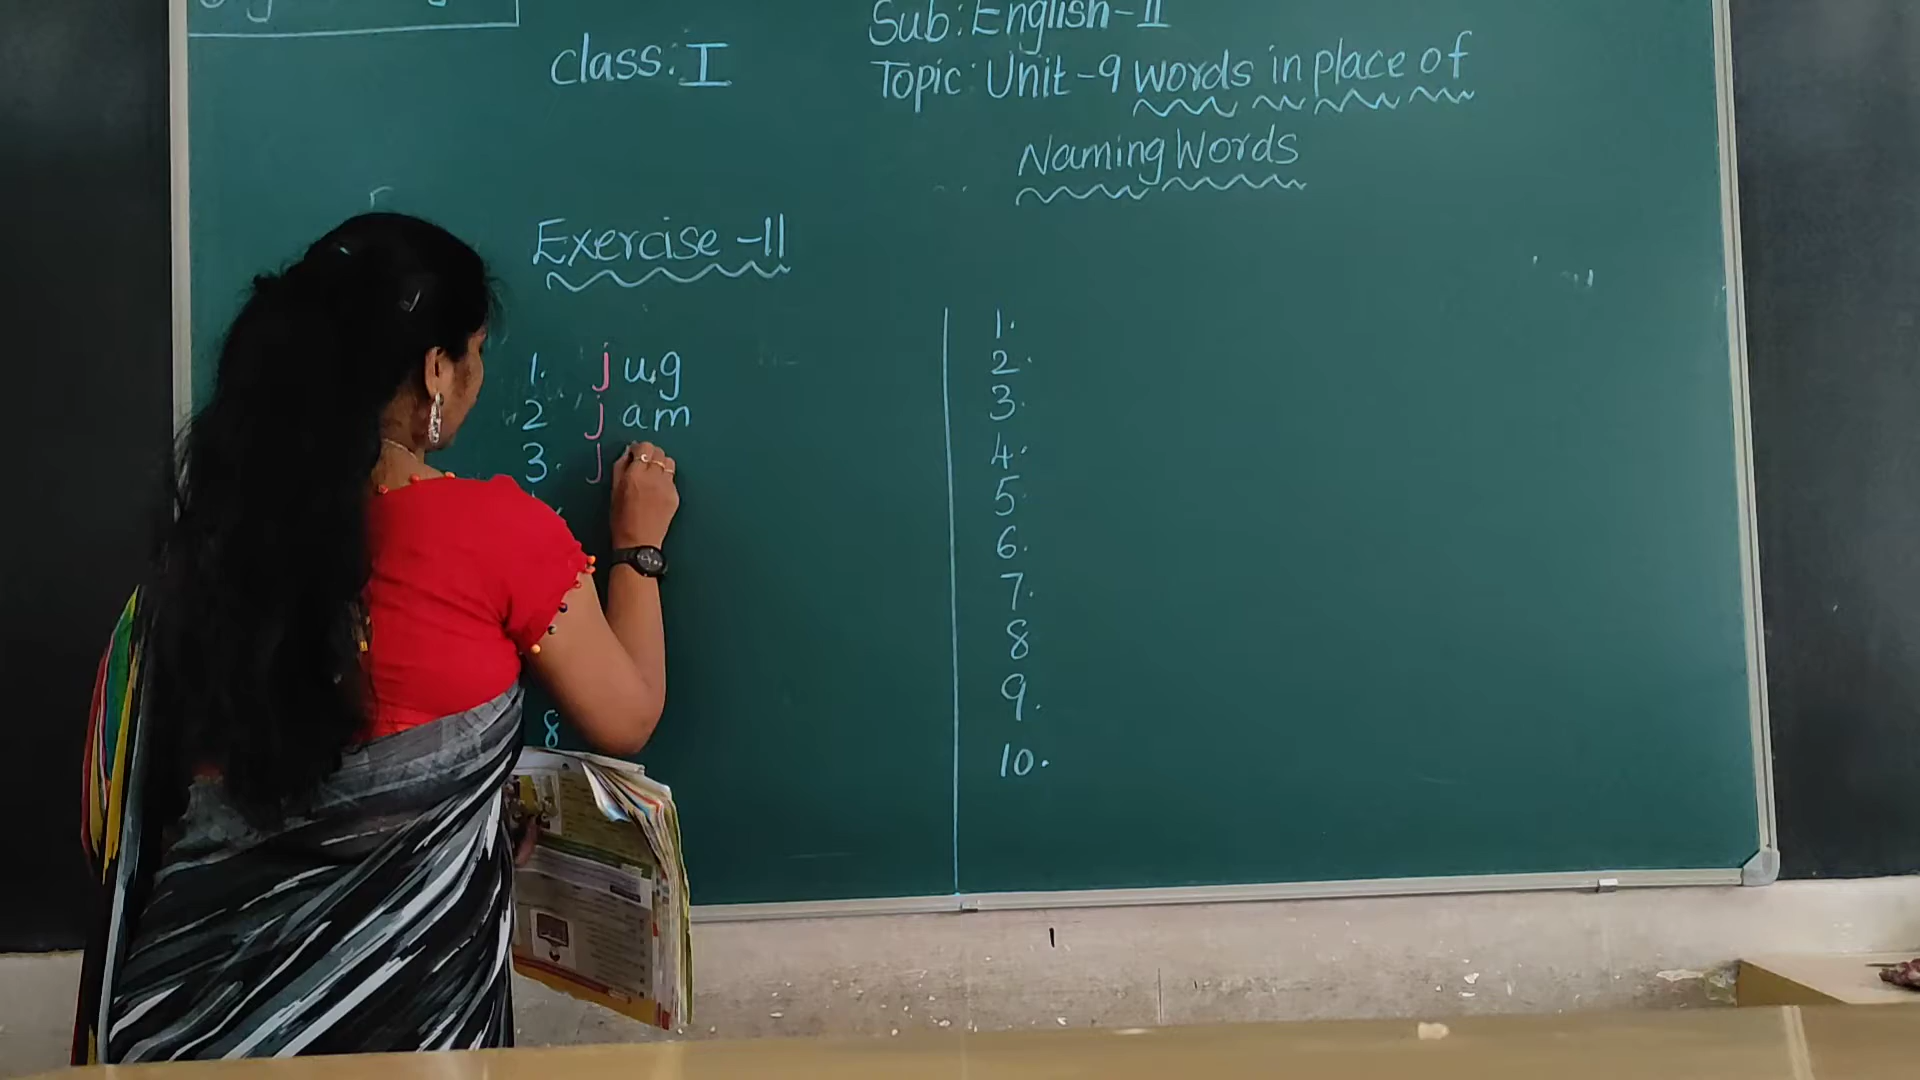 Sub: English-II
class: I
Topic: Unit-9 words in place of
Naming Words
Exercise-II
1. jug
2 jam
3. j
8
1.
2.
3.
4.
5.
6.
7.
8
9.
10.